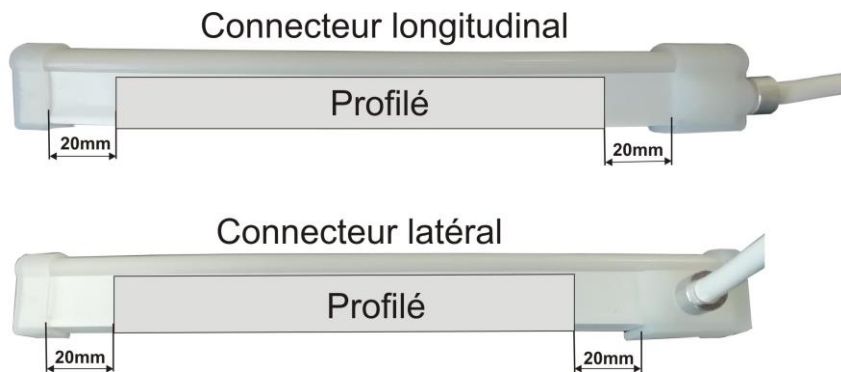 Connecteur longitudinal
Profilé
20mm
20mm
Connecteur latéral
Profilé
20mm
20mm